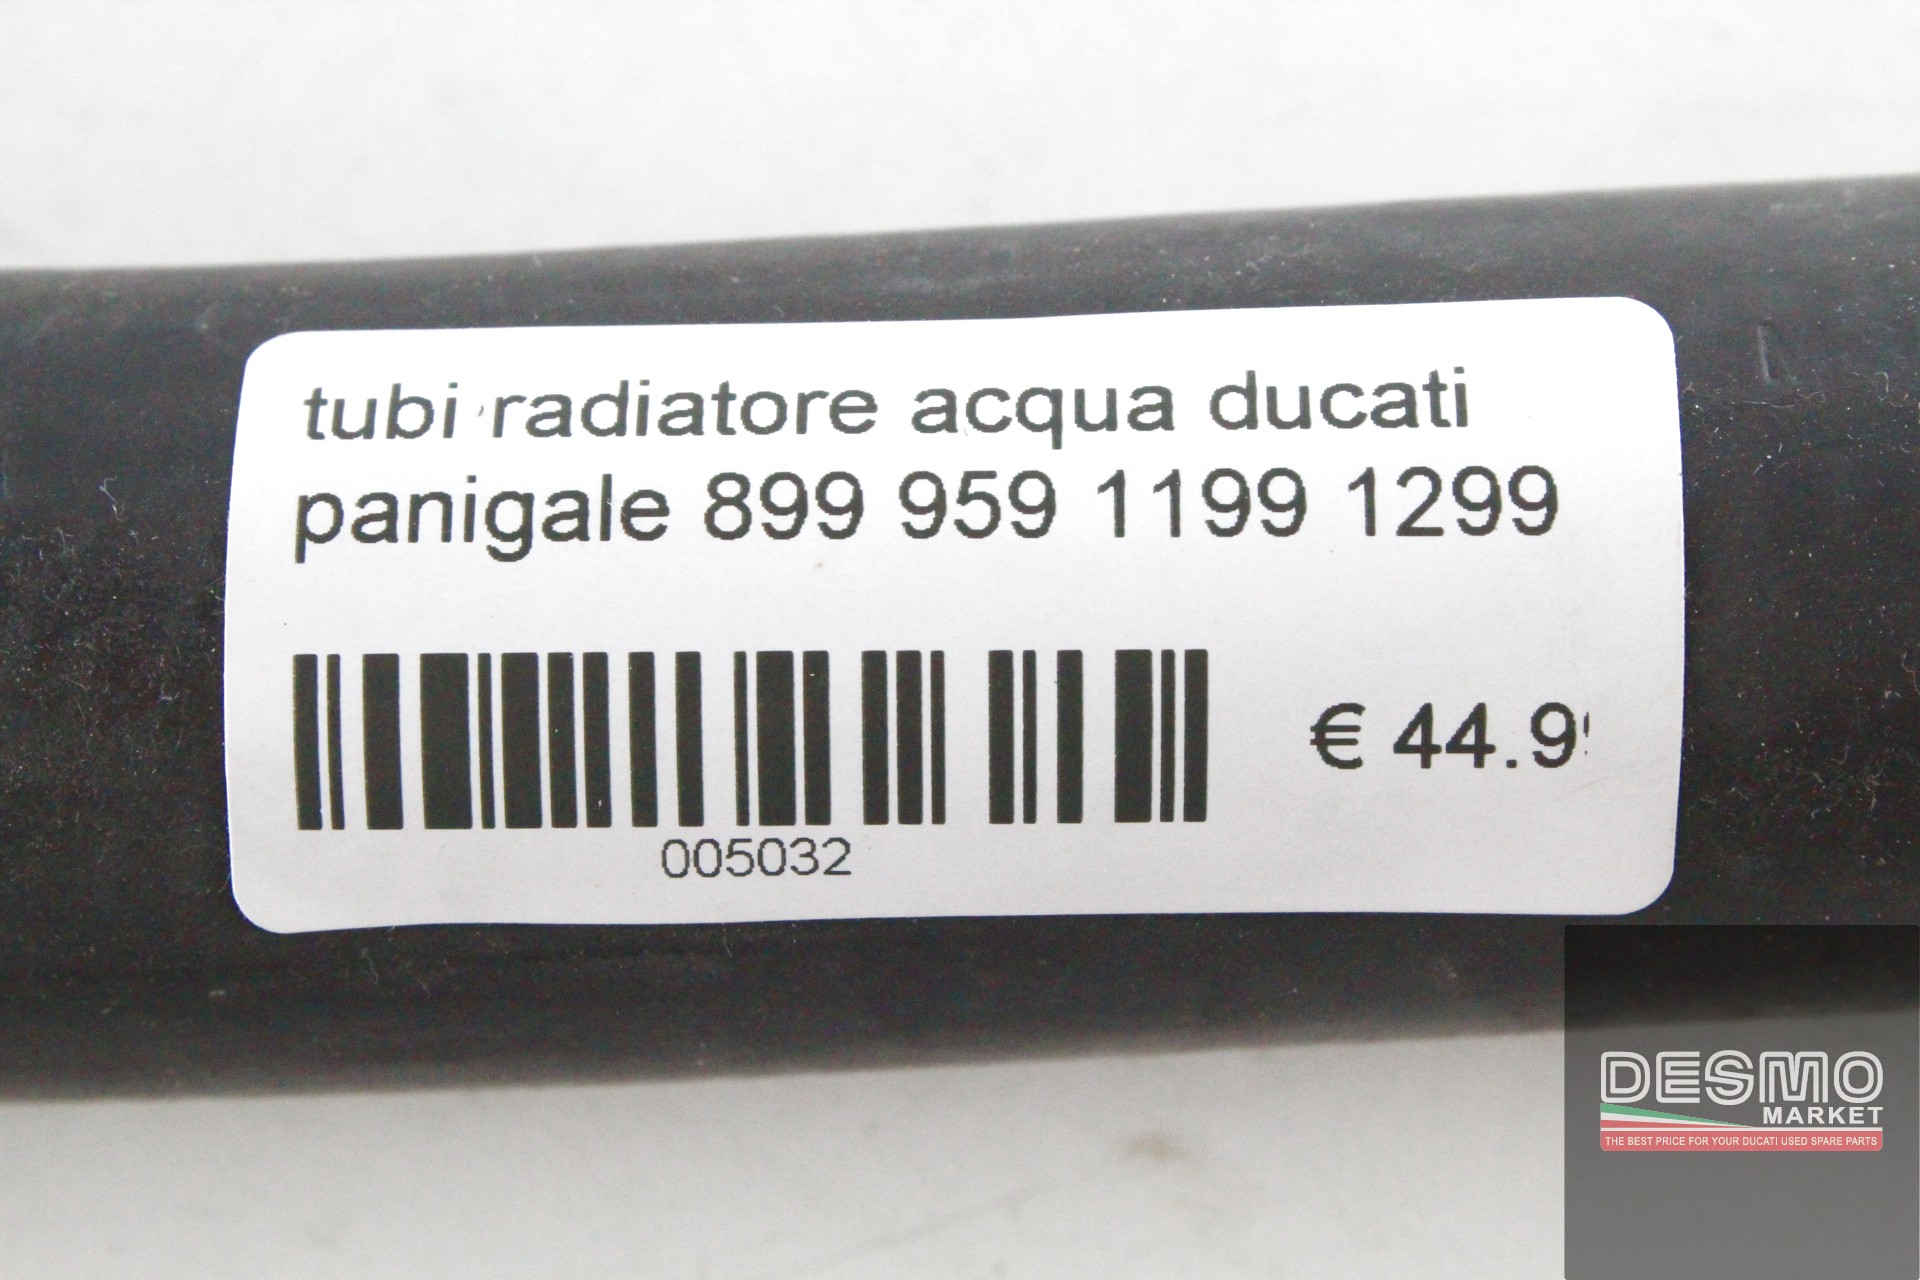 tubi radiatore acqua ducati
panigale 899 959 1199 1299
€ 44.9
005032
DESMO
MARKET
THE BEST PRICE FOR YOUR DUCATI USED SPARE PARTS